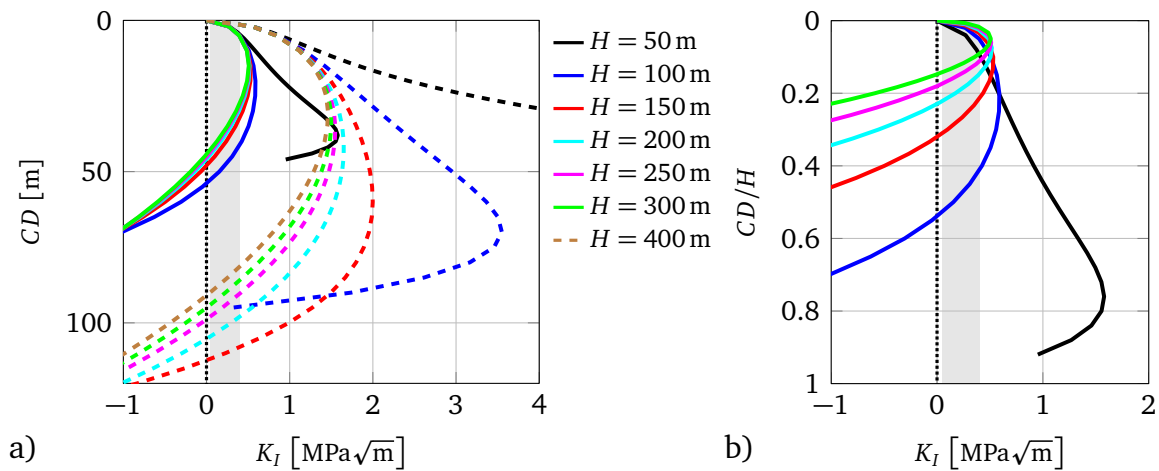 0
50
100
CD [m]
−1
0
1
2
3
4
K_I [MPa√m]
a)
H = 50 m
H = 100 m
H = 150 m
H = 200 m
H = 250 m
H = 300 m
H = 400 m
0
0.2
0.4
0.6
0.8
1
CD/H
−1
0
1
2
K_I [MPa√m]
b)